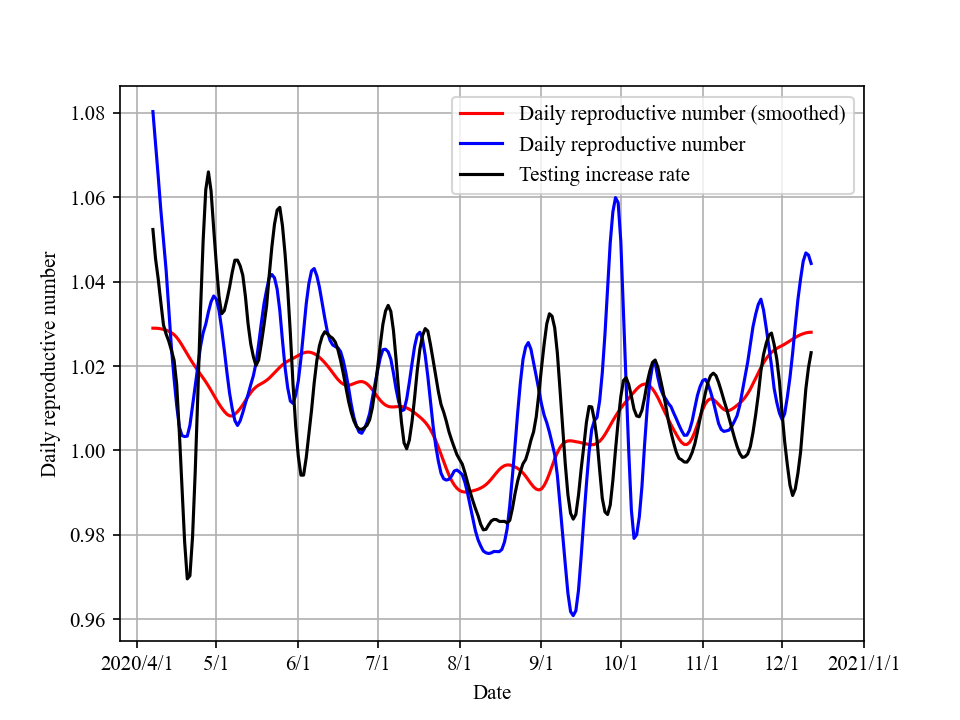 Daily reproductive number (smoothed)
Daily reproductive number
Testing increase rate
Daily reproductive number
1.08
1.06
1.04
1.02
1.00
0.98
0.96
2020/4/1 5/1 6/1 7/1 8/1 9/1 10/1 11/1 12/1 2021/1/1
Date